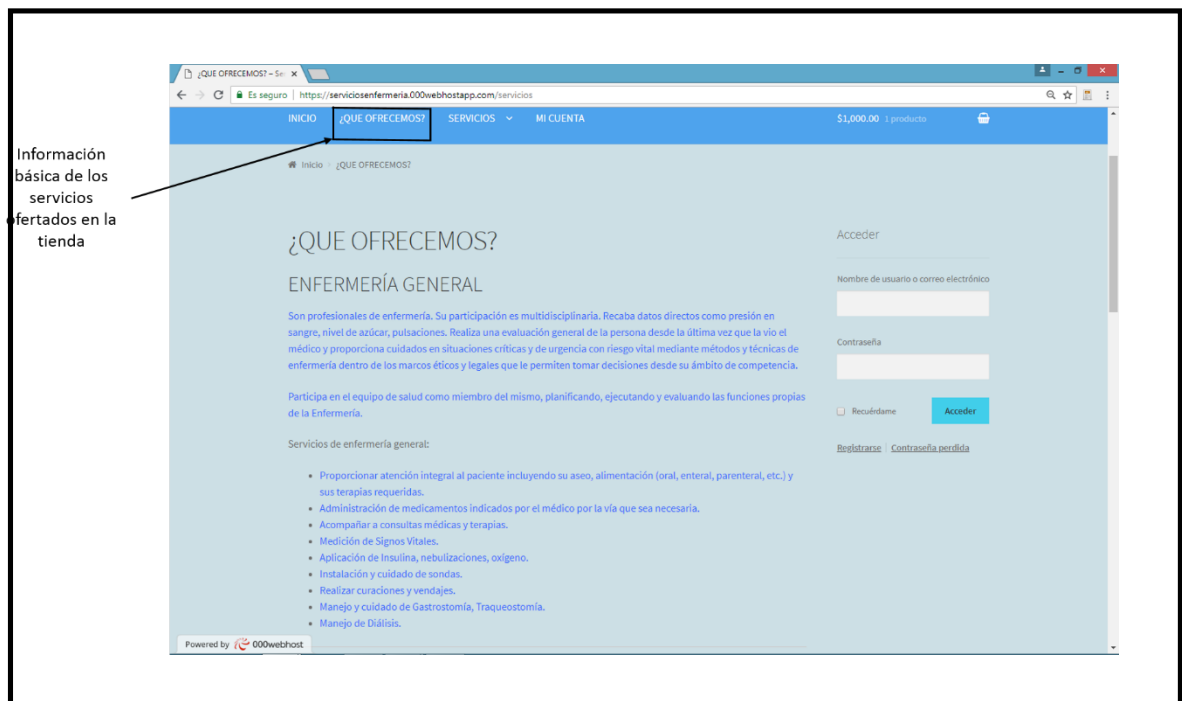 ¿QUE OFRECEMOS? – Se
Es seguro | https://serviciosenfermeria.000webhostapp.com/servicios
INICIO ¿QUE OFRECEMOS? SERVICIOS MI CUENTA $1,000.00 1 producto
Información
básica de los
servicios
ofertados en la
tienda
Inicio › ¿QUE OFRECEMOS?
¿QUE OFRECEMOS?
ENFERMERÍA GENERAL
Son profesionales de enfermería. Su participación es multidisciplinaria. Recaba datos directos como presión en
sangre, nivel de azúcar, pulsaciones. Realiza una evaluación general de la persona desde la última vez que la vio el
médico y proporciona cuidados en situaciones críticas y de urgencia con riesgo vital mediante métodos y técnicas de
enfermería dentro de los marcos éticos y legales que le permiten tomar decisiones desde su ámbito de competencia.
Participa en el equipo de salud como miembro del mismo, planificando, ejecutando y evaluando las funciones propias
de la Enfermería.
Servicios de enfermería general:
• Proporcionar atención integral al paciente incluyendo su aseo, alimentación (oral, enteral, parenteral, etc.) y
sus terapias requeridas.
• Administración de medicamentos indicados por el médico por la vía que sea necesaria.
• Acompañar a consultas médicas y terapias.
• Medición de Signos Vitales.
• Aplicación de Insulina, nebulizaciones, oxígeno.
• Instalación y cuidado de sondas.
• Realizar curaciones y vendajes.
• Manejo y cuidado de Gastrostomía, Traqueostomía.
• Manejo de Diálisis.
Acceder
Nombre de usuario o correo electrónico
Contraseña
Recuérdame Acceder
Registrarse | Contraseña perdida
Powered by 000webhost